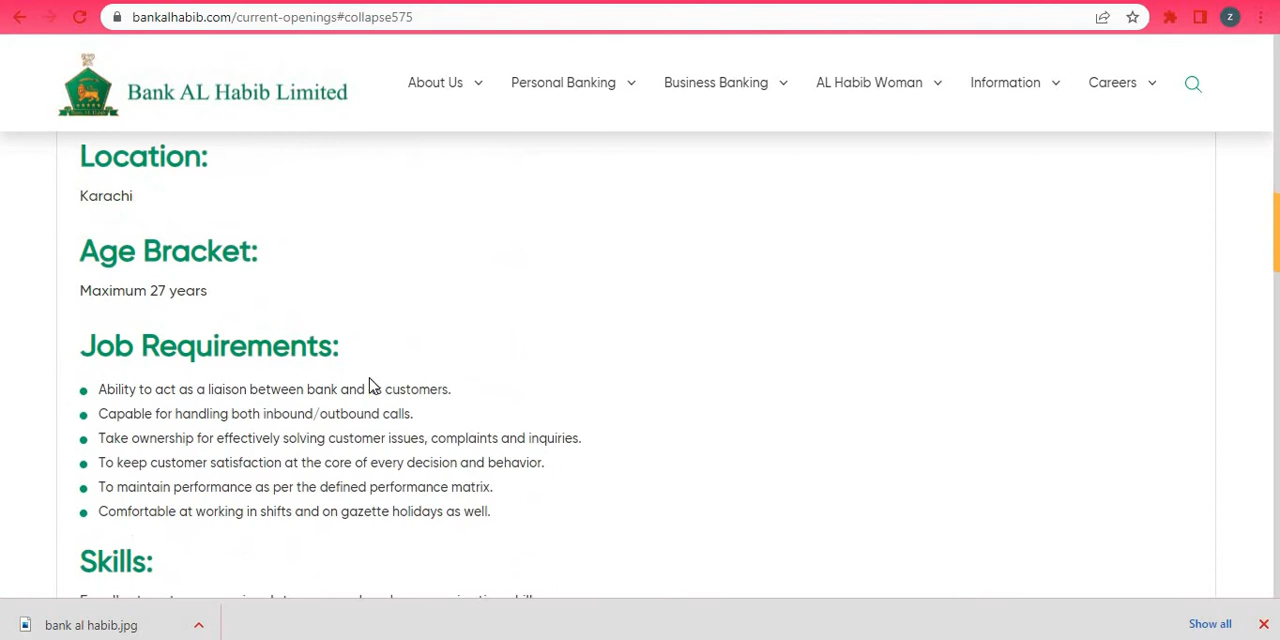 bankalhabib.com/current-openings#collapse575
Z
Bank AL Habib Limited
About Us
Personal Banking
Business Banking
AL Habib Woman
Information
Careers
Location:
Karachi
Age Bracket:
Maximum 27 years
Job Requirements:
Ability to act as a liaison between bank and customers.
Capable for handling both inbound/outbound calls.
Take ownership for effectively solving customer issues, complaints and inquiries.
To keep customer satisfaction at the core of every decision and behavior.
To maintain performance as per the defined performance matrix.
Comfortable at working in shifts and on gazette holidays as well.
Skills:
bank al habib.jpg
Show all